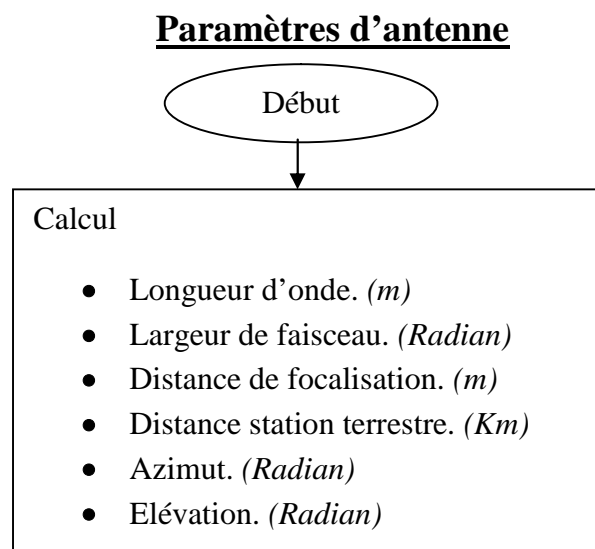 Paramètres d’antenne
Début
Calcul
• Longueur d’onde. (m)
• Largeur de faisceau. (Radian)
• Distance de focalisation. (m)
• Distance station terrestre. (Km)
• Azimut. (Radian)
• Elévation. (Radian)